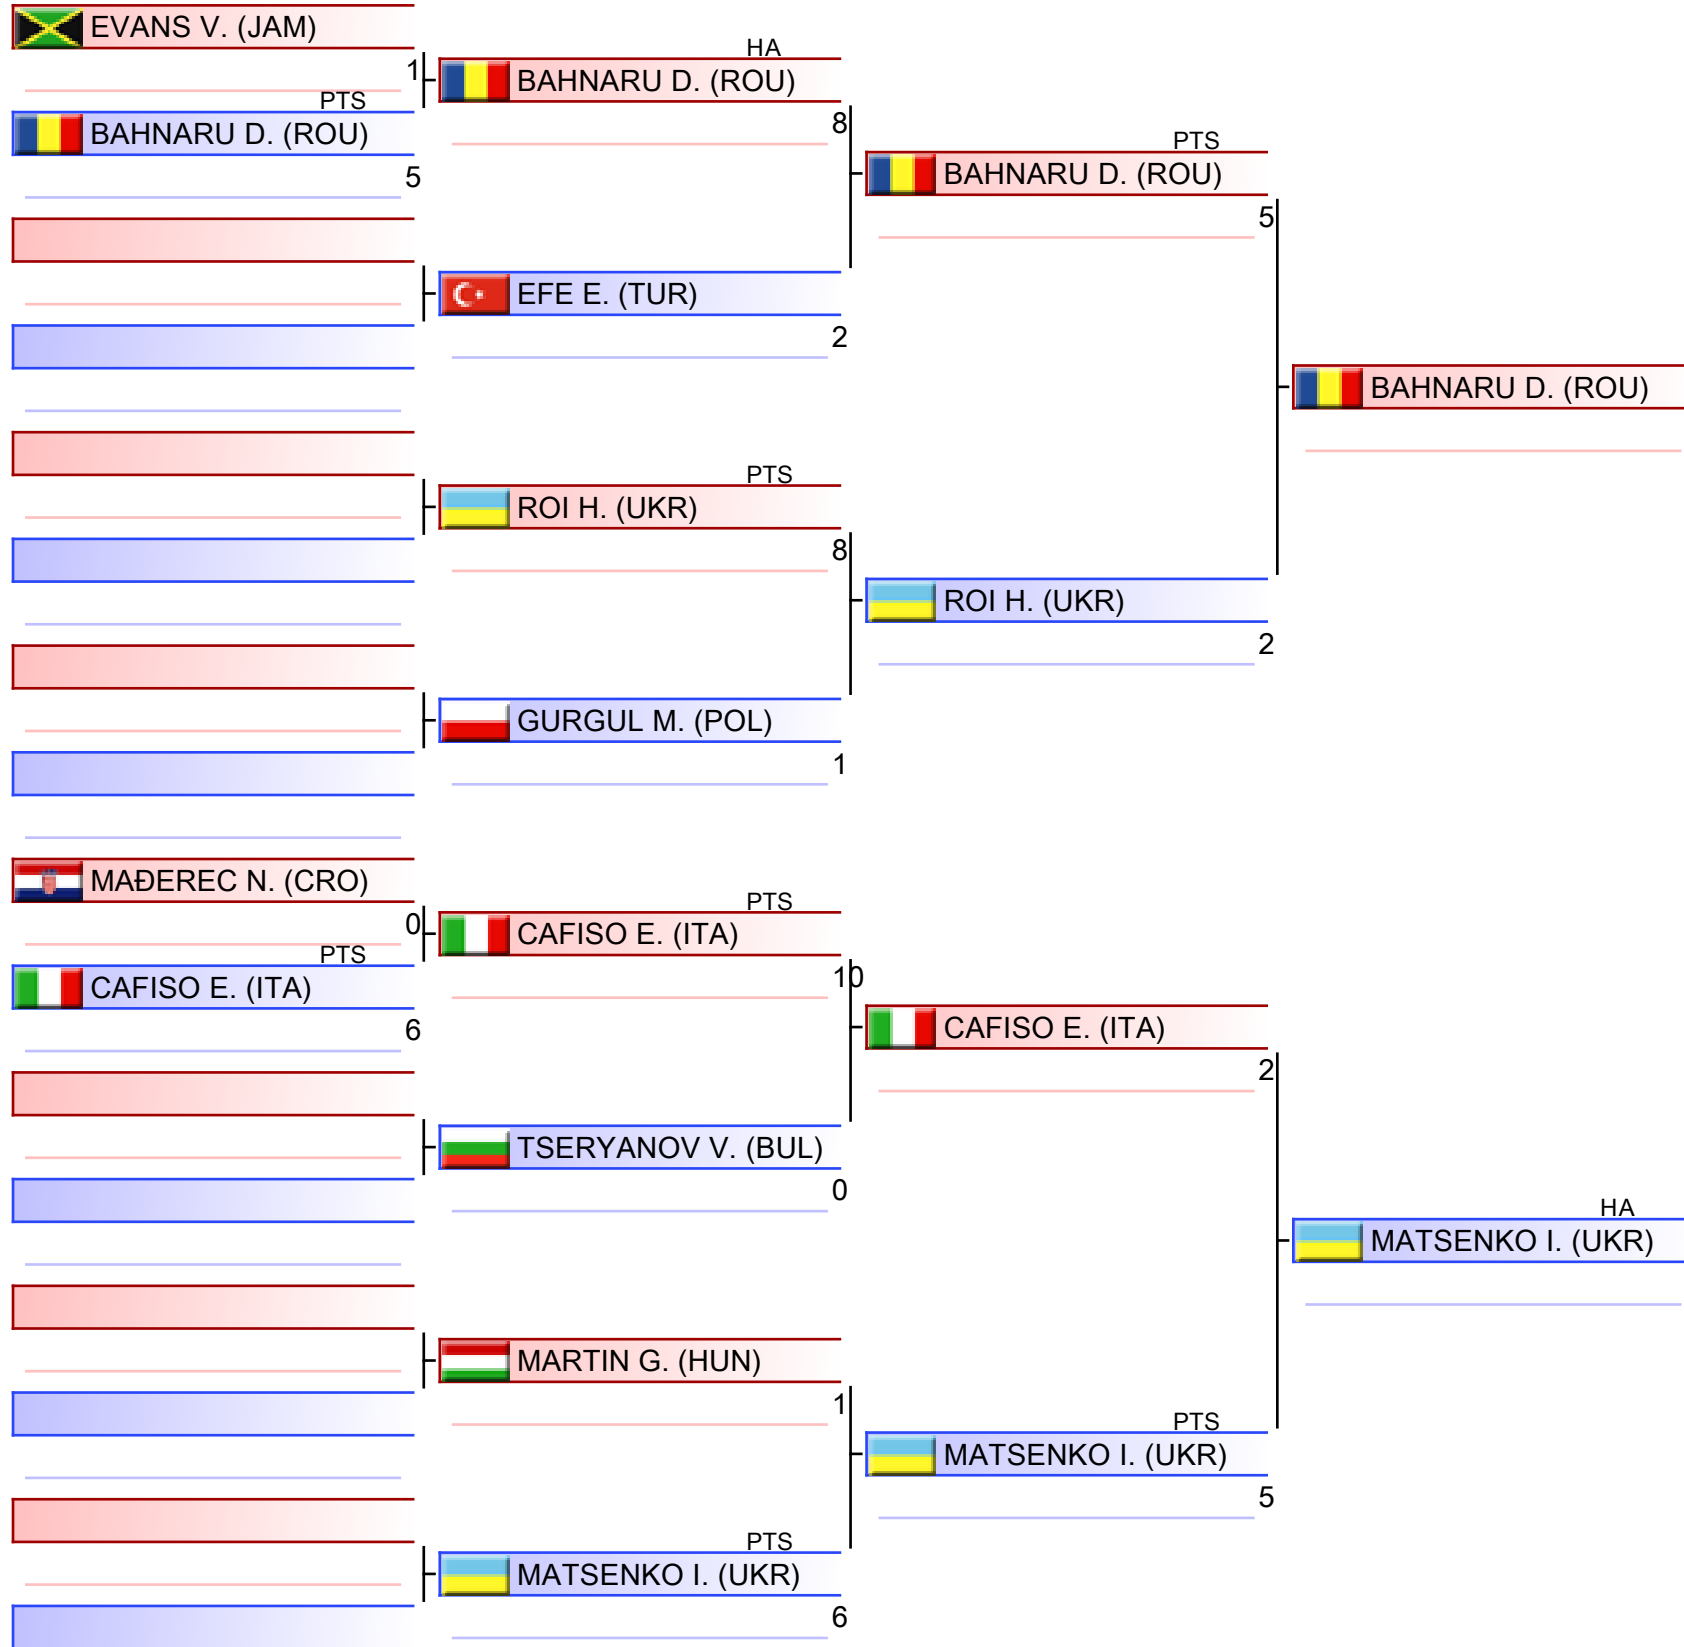 EVANS V. (JAM)
1
PTS
BAHNARU D. (ROU)
5
HA
BAHNARU D. (ROU)
8
EFE E. (TUR)
2
PTS
ROI H. (UKR)
8
GURGUL M. (POL)
1
PTS
BAHNARU D. (ROU)
5
ROI H. (UKR)
2
BAHNARU D. (ROU)
MAĐEREC N. (CRO)
0
PTS
CAFISO E. (ITA)
6
PTS
CAFISO E. (ITA)
10
TSERYANOV V. (BUL)
0
MARTIN G. (HUN)
1
PTS
MATSENKO I. (UKR)
6
CAFISO E. (ITA)
2
PTS
MATSENKO I. (UKR)
5
HA
MATSENKO I. (UKR)